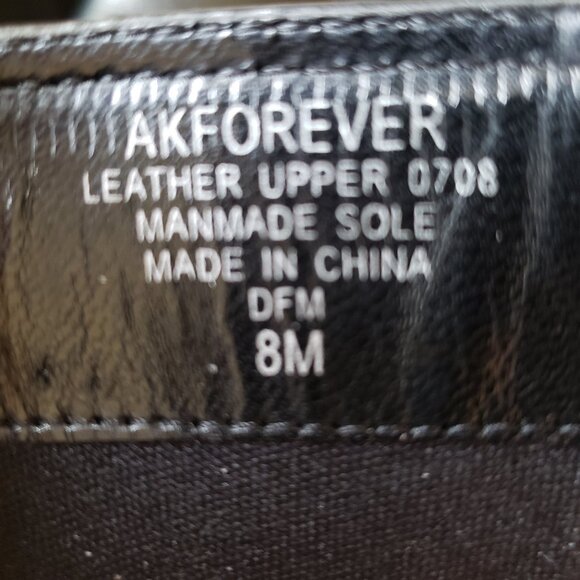 AKFOREVER
LEATHER UPPER 0708
MANMADE SOLE
MADE IN CHINA
DFM
8M